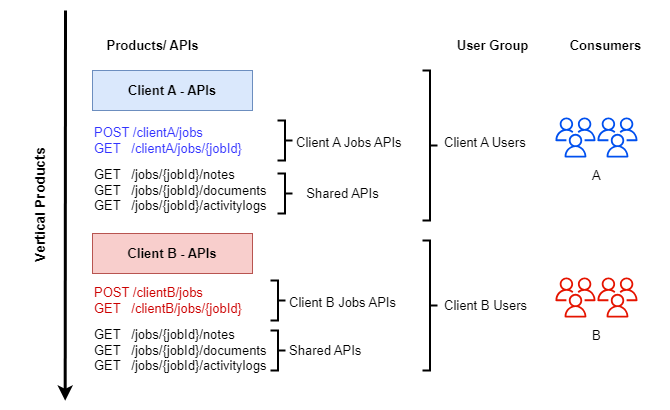 Products/ APIs
User Group
Consumers
Client A - APIs
POST /clientA/jobs
GET /clientA/jobs/{jobId}
Client A Jobs APIs
Client A Users
GET /jobs/{jobId}/notes
GET /jobs/{jobId}/documents
GET /jobs/{jobId}/activitylogs
Shared APIs
A
Vertical Products
Client B - APIs
POST /clientB/jobs
GET /clientB/jobs/{jobId}
Client B Jobs APIs
Client B Users
GET /jobs/{jobId}/notes
GET /jobs/{jobId}/documents
GET /jobs/{jobId}/activitylogs
Shared APIs
B